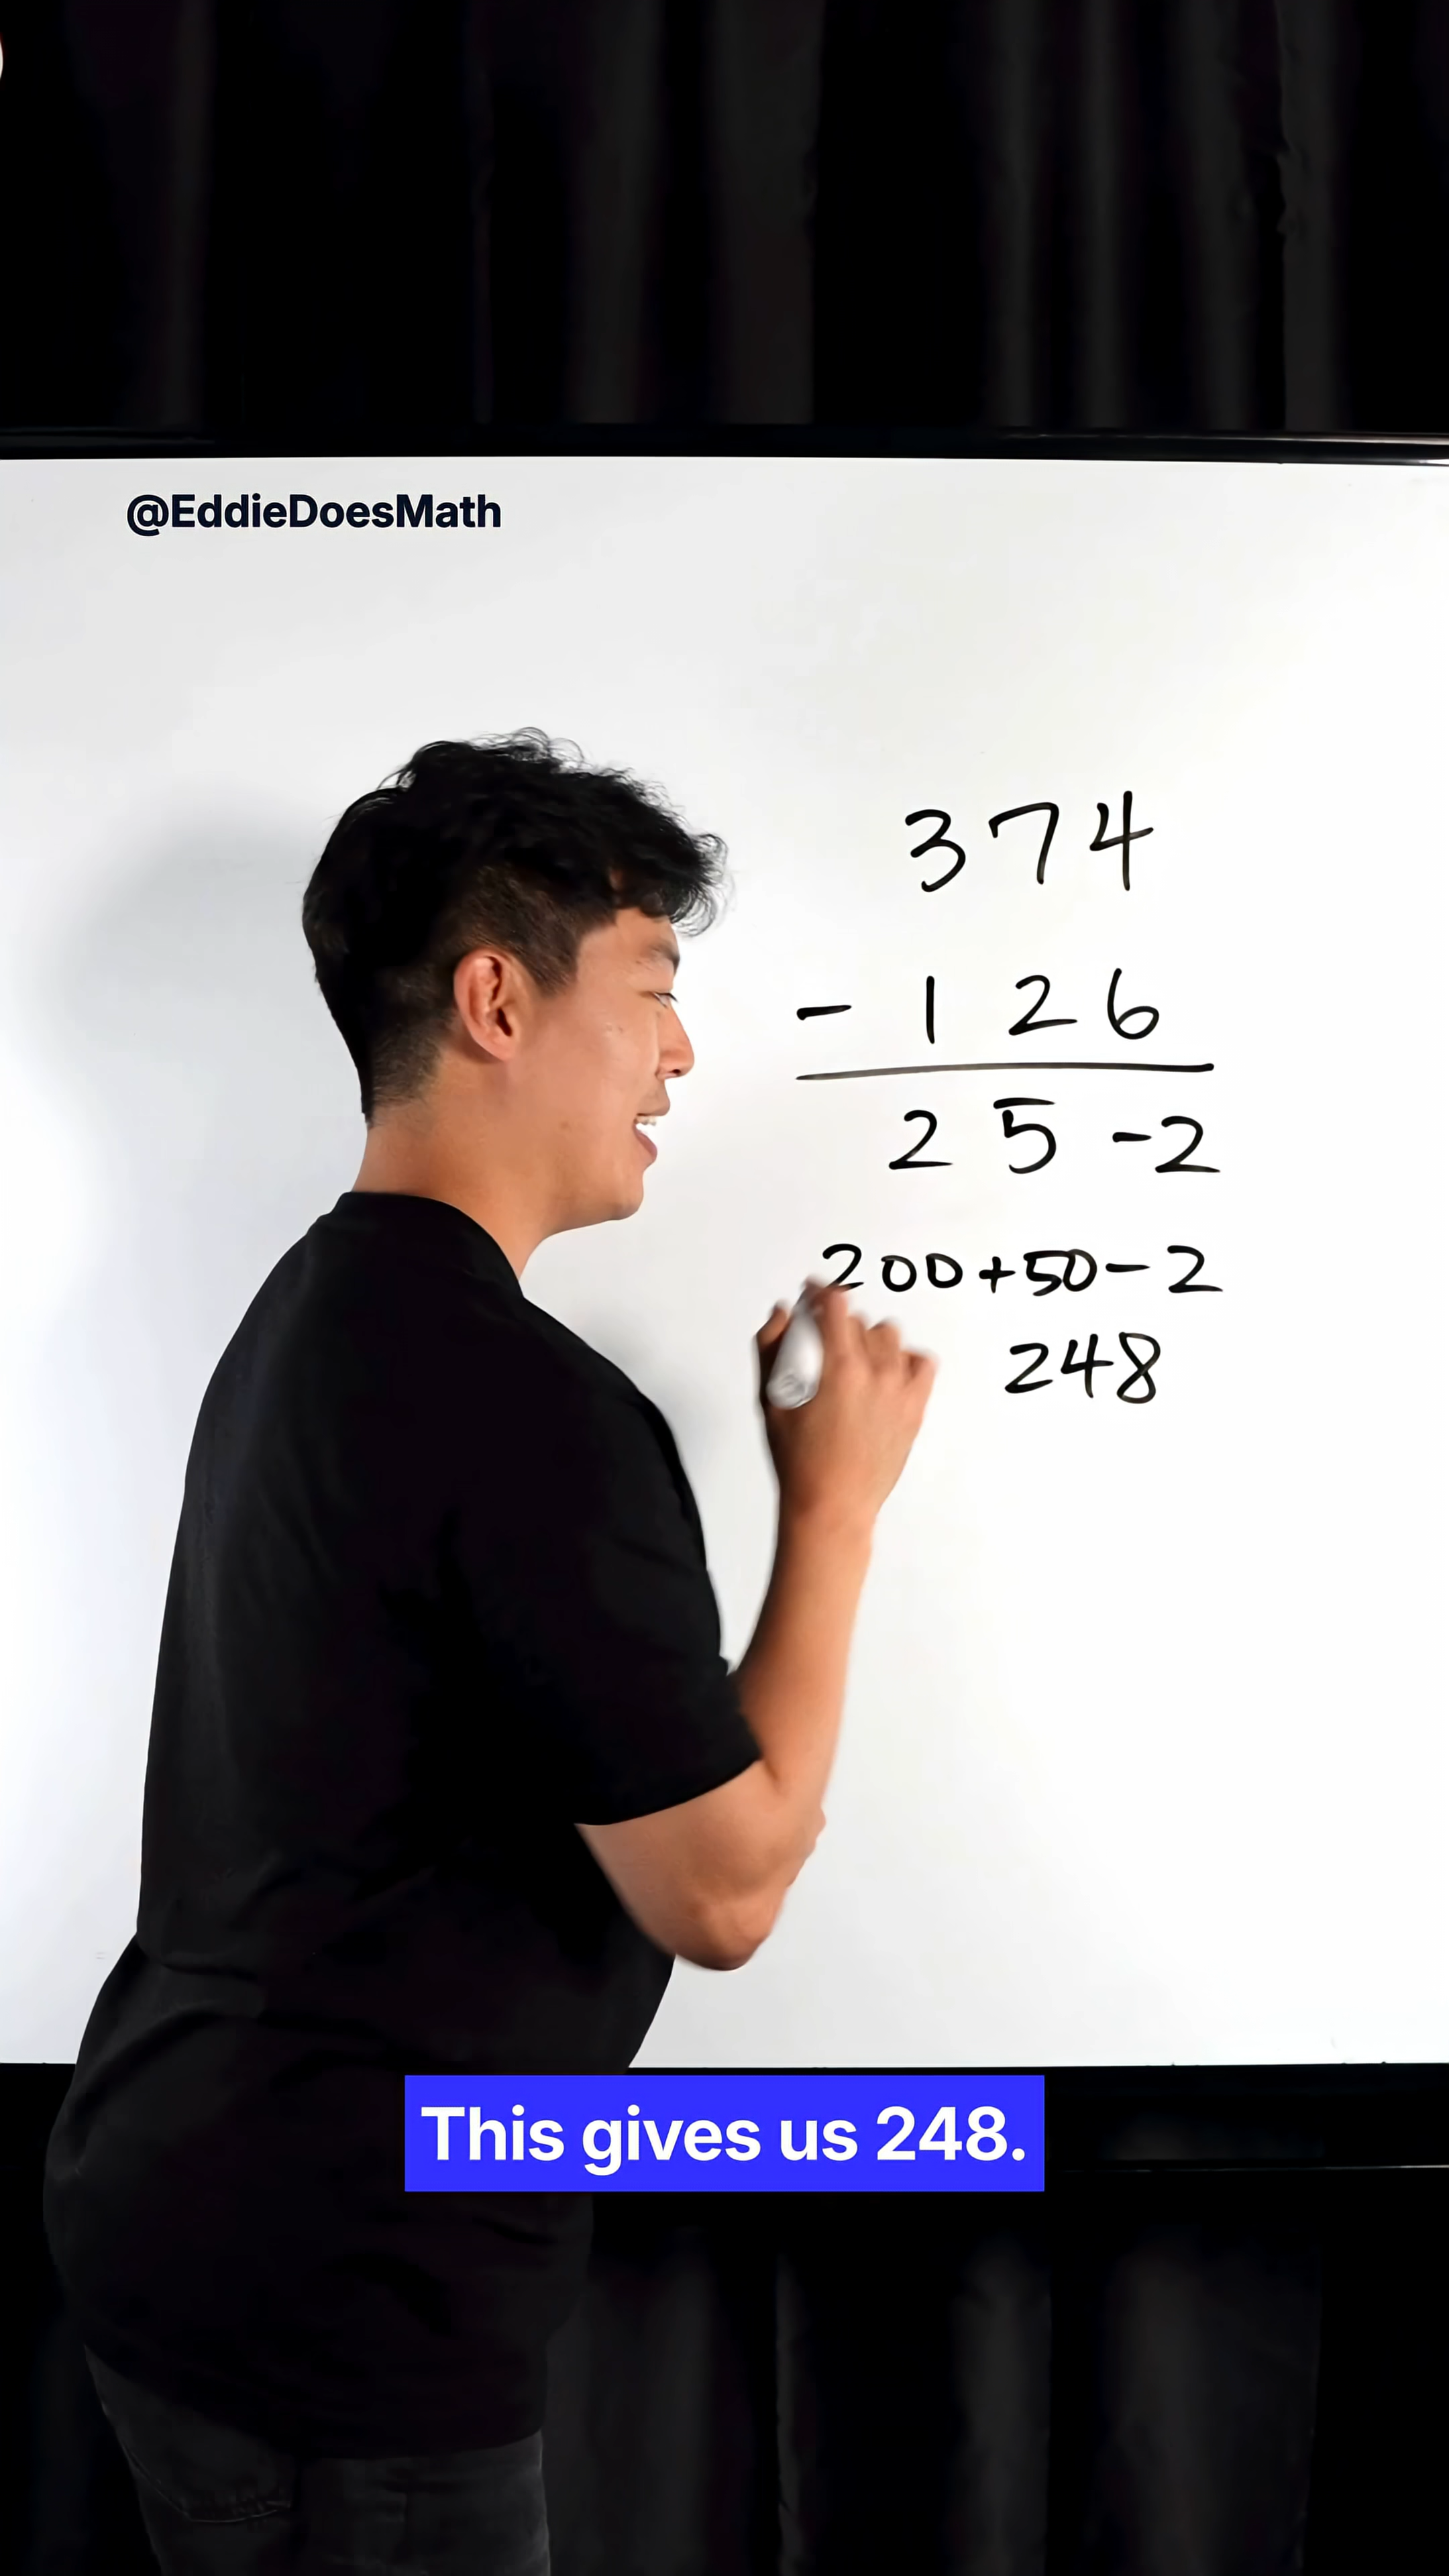 @EddieDoesMath
374
- 126
2 5 -2
200+50-2
248
This gives us 248.